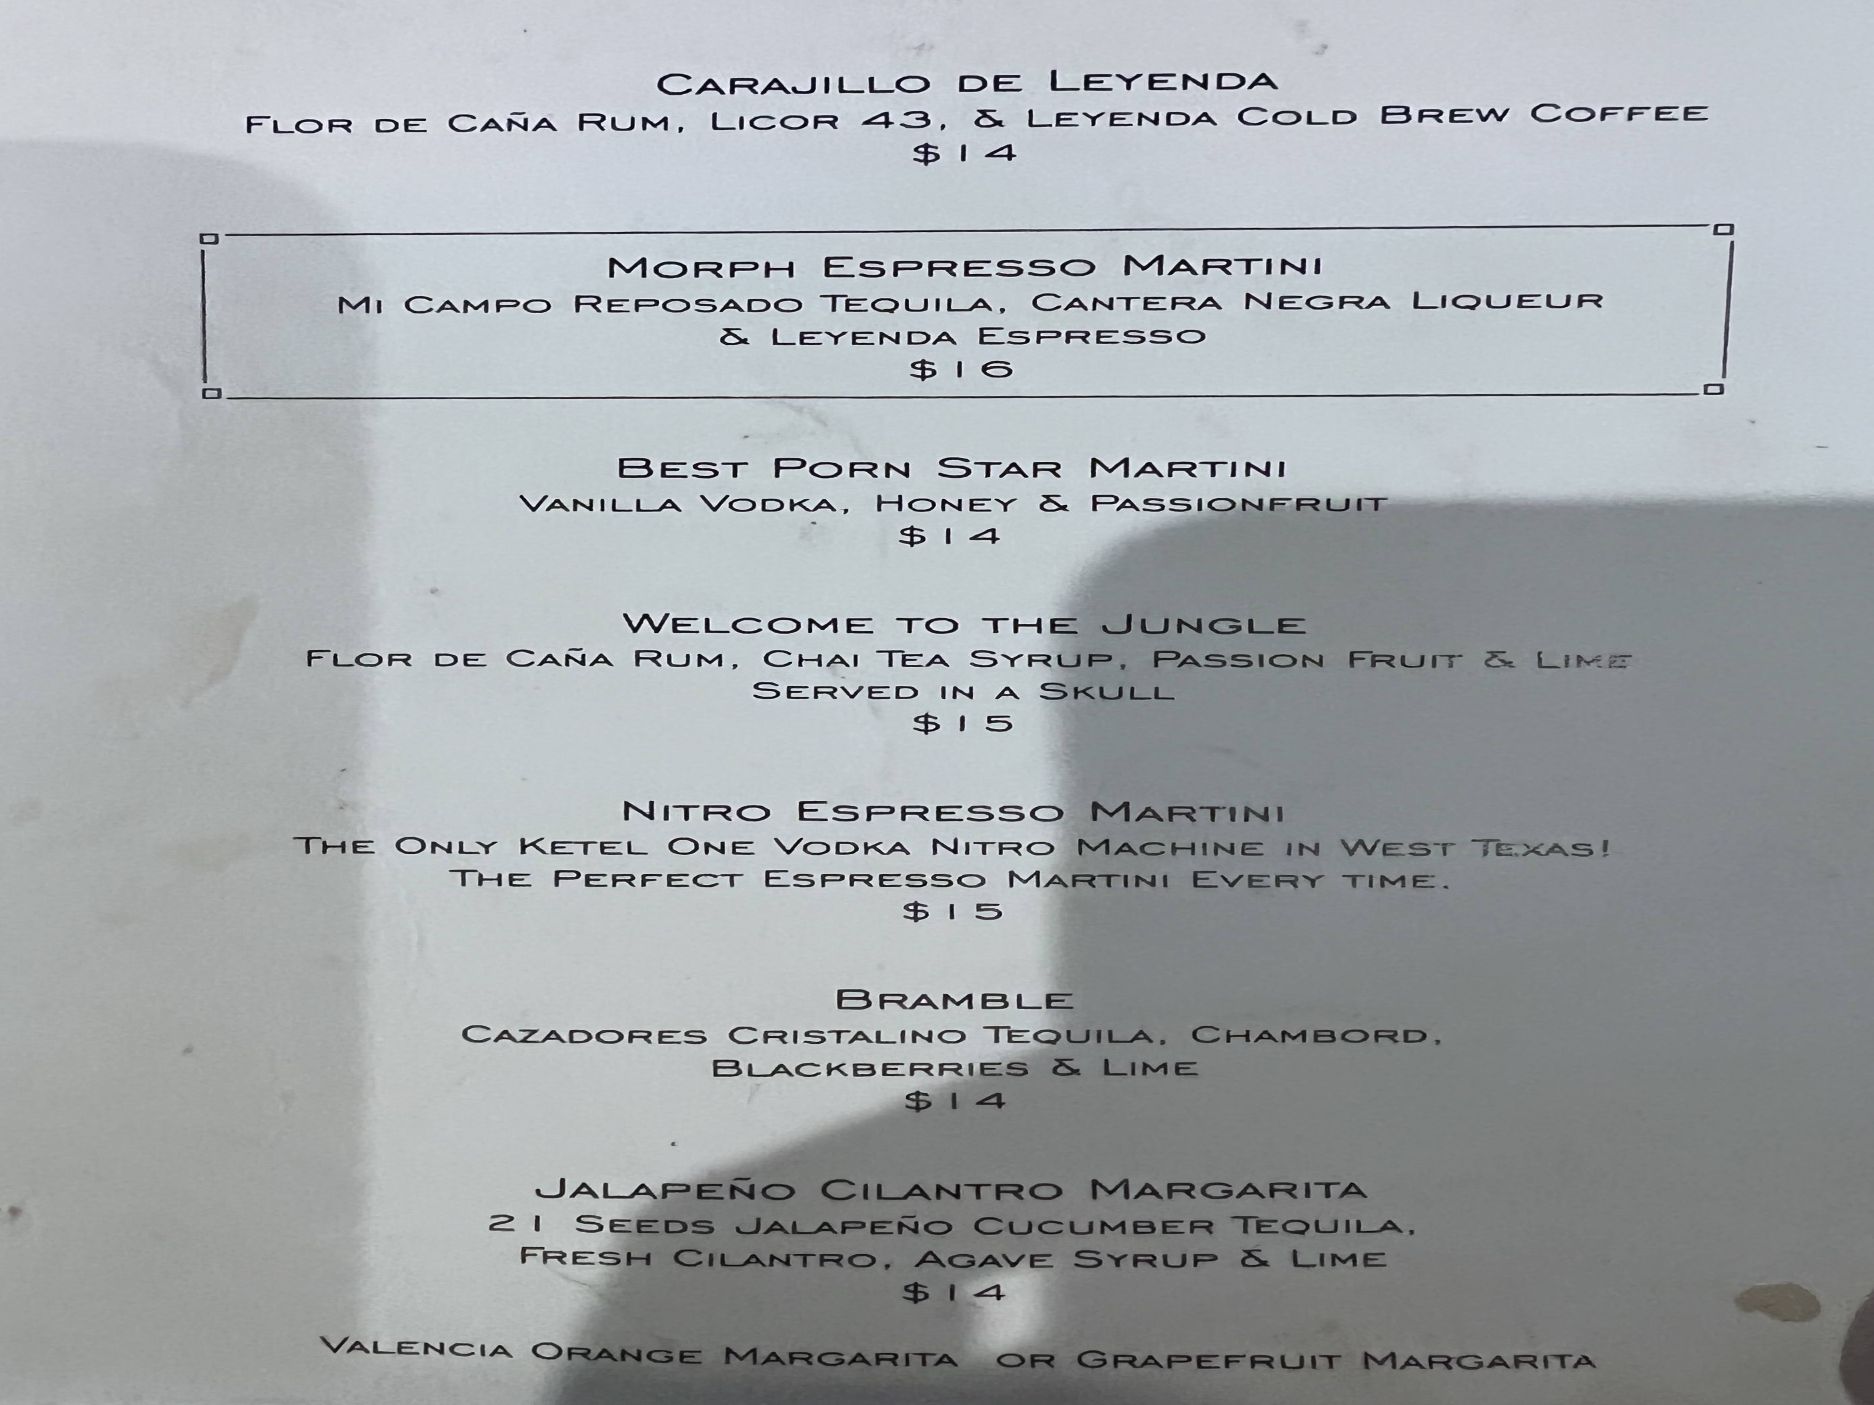 Carajillo de Leyenda
Flor de Caña Rum, Licor 43, & Leyenda Cold Brew Coffee
$14
Morph Espresso Martini
Mi Campo Reposado Tequila, Cantera Negra Liqueur
& Leyenda Espresso
$16
Best Porn Star Martini
Vanilla Vodka, Honey & Passionfruit
$14
Welcome to the Jungle
Flor de Caña Rum, Chai Tea Syrup, Passion Fruit & Lime
Served in a Skull
$15
Nitro Espresso Martini
The Only Ketel One Vodka Nitro Machine in West Texas!
The Perfect Espresso Martini Every time.
$15
Bramble
Cazadores Cristalino Tequila, Chambord,
Blackberries & Lime
$14
Jalapeño Cilantro Margarita
21 Seeds Jalapeño Cucumber Tequila,
Fresh Cilantro, Agave Syrup & Lime
$14
Valencia Orange Margarita or Grapefruit Margarita